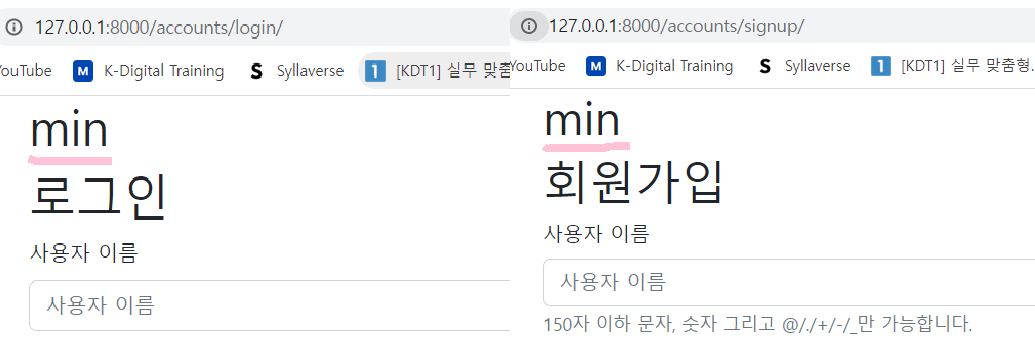 127.0.0.1:8000/accounts/login/
YouTube K-Digital Training Syllaverse [KDT1] 실무 맞춤
min
로그인
사용자 이름
사용자 이름
127.0.0.1:8000/accounts/signup/
YouTube K-Digital Training Syllaverse [KDT1] 실무 맞춤형.
min
회원가입
사용자 이름
사용자 이름
150자 이하 문자, 숫자 그리고 @/./+/-/_만 가능합니다.